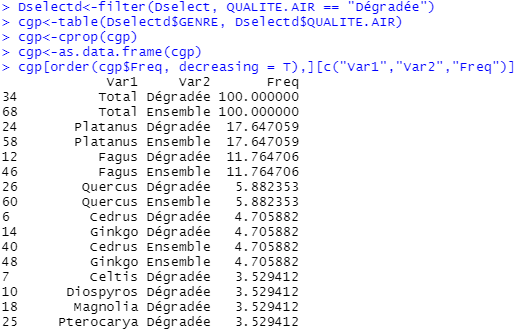 > Dselectd<-filter(Dselect, QUALITE.AIR == "Dégradée")
> cgp<-table(Dselectd$GENRE, Dselectd$QUALITE.AIR)
> cgp<-cprop(cgp)
> cgp<-as.data.frame(cgp)
> cgp[order(cgp$Freq, decreasing = T),][c("Var1","Var2","Freq")]
Var1 Var2 Freq
34 Total Dégradée 100.000000
68 Total Ensemble 100.000000
24 Platanus Dégradée 17.647059
58 Platanus Ensemble 17.647059
12 Fagus Dégradée 11.764706
46 Fagus Ensemble 11.764706
26 Quercus Dégradée 5.882353
60 Quercus Ensemble 5.882353
6 Cedrus Dégradée 4.705882
14 Ginkgo Dégradée 4.705882
40 Cedrus Ensemble 4.705882
48 Ginkgo Ensemble 4.705882
7 Celtis Dégradée 3.529412
10 Diospyros Dégradée 3.529412
18 Magnolia Dégradée 3.529412
25 Pterocarya Dégradée 3.529412